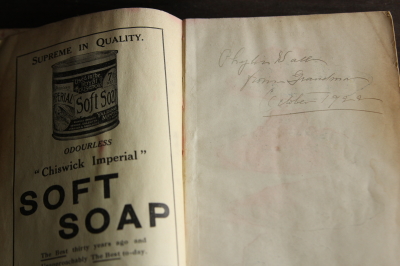 SUPREME IN QUALITY.
IMPERIAL
Soft Soap
ODOURLESS
"Chiswick Imperial"
SOFT
SOAP
The Best thirty years ago and
The Best to-day.
Phyllis
from Grandma